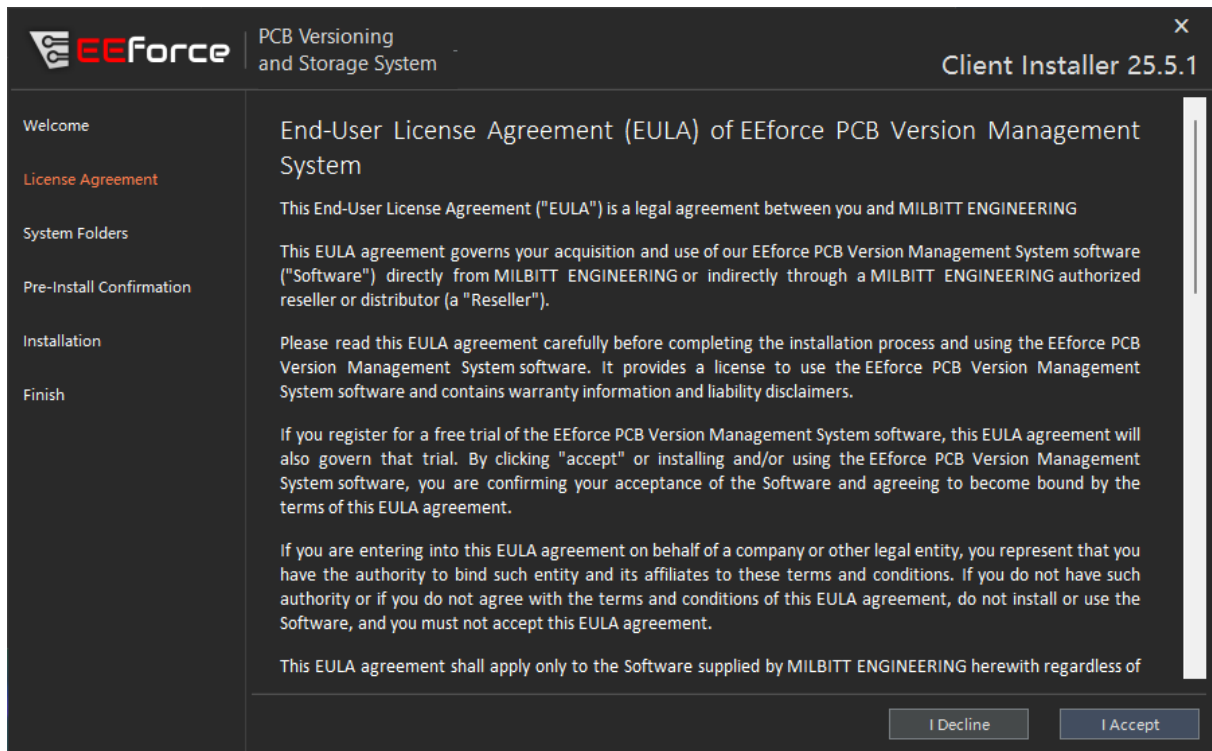 EEforce
PCB Versioning
and Storage System
-
X
Client Installer 25.5.1
Welcome
License Agreement
System Folders
Pre-Install Confirmation
Installation
Finish
End-User License Agreement (EULA) of EEforce PCB Version Management
System
This End-User License Agreement ("EULA") is a legal agreement between you and MILBITT ENGINEERING
This EULA agreement governs your acquisition and use of our EEforce PCB Version Management System software
("Software") directly from MILBITT ENGINEERING or indirectly through a MILBITT ENGINEERING authorized
reseller or distributor (a "Reseller").
Please read this EULA agreement carefully before completing the installation process and using the EEforce PCB
Version Management System software. It provides a license to use the EEforce PCB Version Management
System software and contains warranty information and liability disclaimers.
If you register for a free trial of the EEforce PCB Version Management System software, this EULA agreement will
also govern that trial. By clicking "accept" or installing and/or using the EEforce PCB Version Management
System software, you are confirming your acceptance of the Software and agreeing to become bound by the
terms of this EULA agreement.
If you are entering into this EULA agreement on behalf of a company or other legal entity, you represent that you
have the authority to bind such entity and its affiliates to these terms and conditions. If you do not have such
authority or if you do not agree with the terms and conditions of this EULA agreement, do not install or use the
Software, and you must not accept this EULA agreement.
This EULA agreement shall apply only to the Software supplied by MILBITT ENGINEERING herewith regardless of
I Decline
I Accept